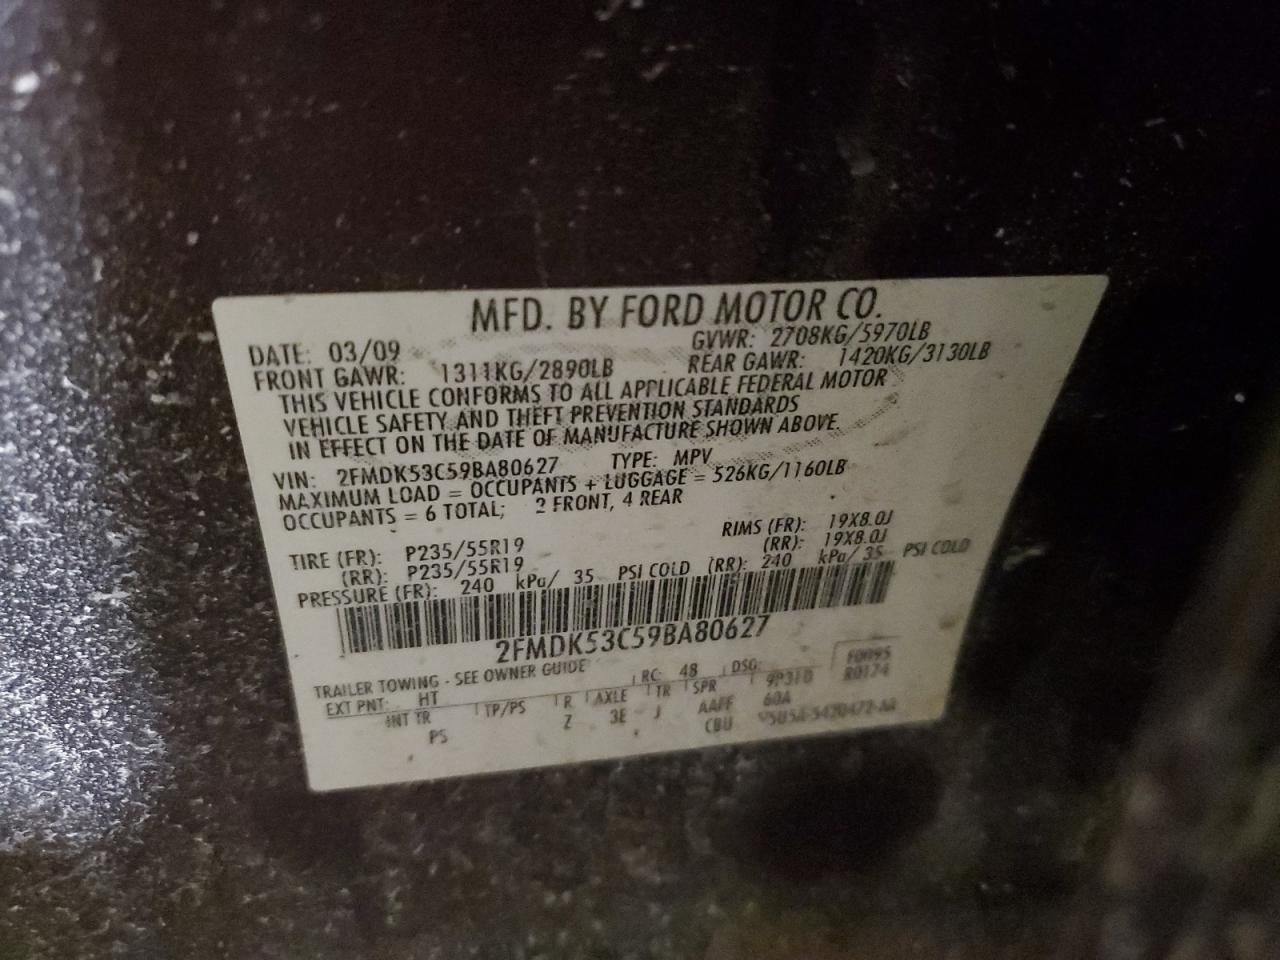 MFD. BY FORD MOTOR CO.
DATE: 03/09 GVWR: 2708KG/5970LB
FRONT GAWR: 1311KG/2890LB REAR GAWR: 1420KG/3130LB
THIS VEHICLE CONFORMS TO ALL APPLICABLE FEDERAL MOTOR
VEHICLE SAFETY AND THEFT PREVENTION STANDARDS
IN EFFECT ON THE DATE OF MANUFACTURE SHOWN ABOVE.
VIN: 2FMDK53C59BA80627 TYPE: MPV
MAXIMUM LOAD = OCCUPANTS + LUGGAGE = 526KG/1160LB
OCCUPANTS = 6 TOTAL; 2 FRONT, 4 REAR
TIRE (FR): P235/55R19 RIMS (FR): 19X8.0J
(RR): P235/55R19 (RR): 19X8.0J
PRESSURE (FR): 240 kPa/ 35 PSI COLD (RR): 240 kPa/ 35 PSI COLD
2FMDK53C59BA80627
TRAILER TOWING - SEE OWNER GUIDE
EXT PNT: HT RC: 48 DSO: F0095
INT TR TP/PS R AXLE TR SPR 9P310 R0124
PS Z 3E J AAFF 60A
CBU